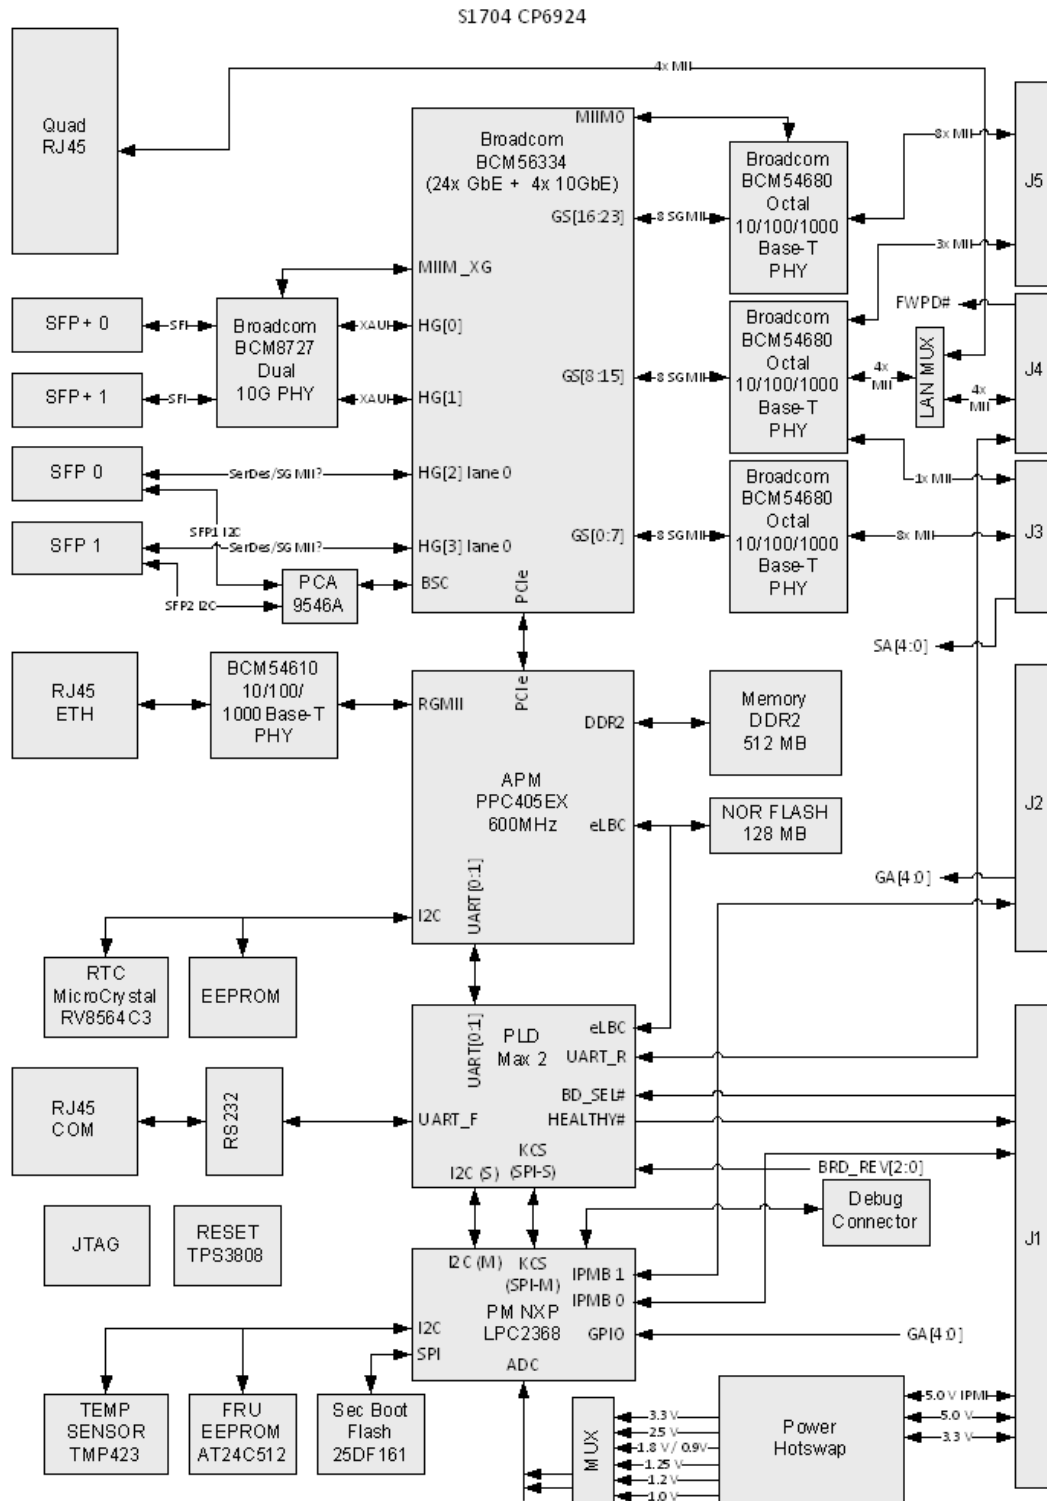 S1704 CP6924
Quad
RJ45
4x MII
Broadcom
BCM56334
(24x GbE + 4x 10GbE)
MIIM0
GS[16:23]
MIIM_XG
HG[0]
GS[8:15]
HG[1]
HG[2] lane 0
GS[0:7]
HG[3] lane 0
BSC
PCIe
8 SGMII
8 SGMII
8 SGMII
Broadcom
BCM54680
Octal
10/100/1000
Base-T
PHY
Broadcom
BCM54680
Octal
10/100/1000
Base-T
PHY
Broadcom
BCM54680
Octal
10/100/1000
Base-T
PHY
8x MII
3x MII
FWPD#
LAN MUX
4x
MII
4x
MII
1x MII
8x MII
SA[4:0]
J5
J4
J3
J2
J1
SFP+ 0
SFP+ 1
SFP 0
SFP 1
SFI
SFI
Broadcom
BCM8727
Dual
10G PHY
XAUI
XAUI
SerDes/SGMII?
SFP1 I2C
SerDes/SGMII?
SFP2 I2C
PCA
9546A
RJ45
ETH
BCM54610
10/100/
1000 Base-T
PHY
RGMII
PCIe
DDR2
APM
PPC405EX
600MHz
eLBC
UART[0:1]
I2C
Memory
DDR2
512 MB
NOR FLASH
128 MB
GA[4:0]
RTC
MicroCrystal
RV8564C3
EEPROM
UART[0:1]
PLD
Max 2
eLBC
UART_R
BD_SEL#
HEALTHY#
UART_F
KCS
(SPI-S)
I2C (S)
BRD_REV[2:0]
RJ45
COM
RS232
JTAG
RESET
TPS3808
Debug
Connector
I2C (M)
KCS
(SPI-M)
IPMB 1
IPMB 0
PM NXP
LPC2368
GPIO
I2C
SPI
ADC
GA[4:0]
TEMP
SENSOR
TMP423
FRU
EEPROM
AT24C512
Sec Boot
Flash
25DF161
MUX
3.3 V
25 V
1.8 V / 0.9V
1.25 V
1.2 V
1.0 V
Power
Hotswap
5.0 V IPMI
5.0 V
3.3 V